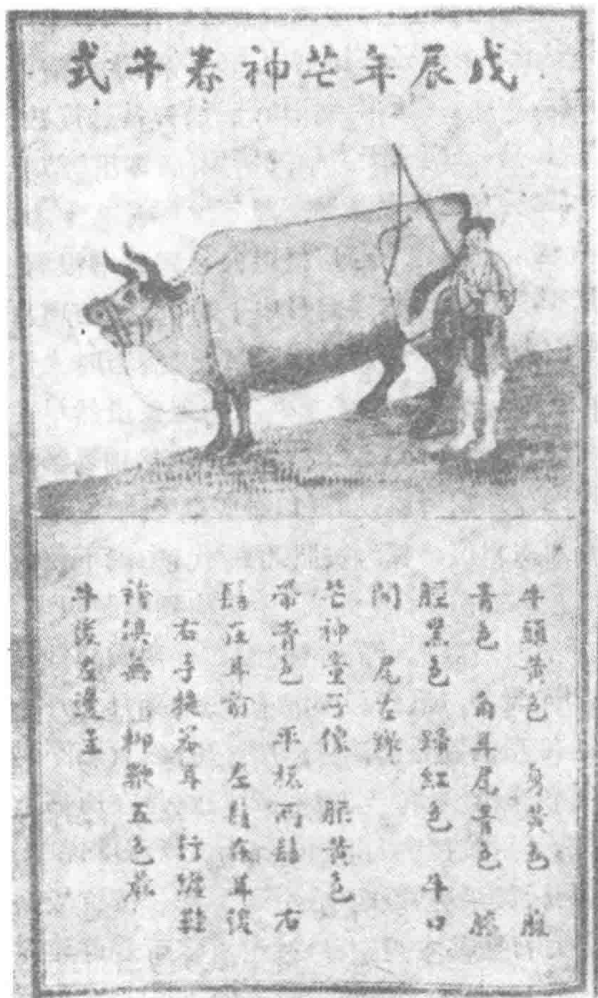 戊辰年芒神春牛式
牛頭黃色 身黃色 腹
青色 角耳尾青色 膝
脛黑色 蹄紅色 牛口
開 尾左繳
芒神童子像 服黃色
帶青色 平梳兩髻 右
髻在耳前 左髻在耳後
右手提罨耳 行纏鞋
袴俱無 柳鞭五色
牛後左邊立